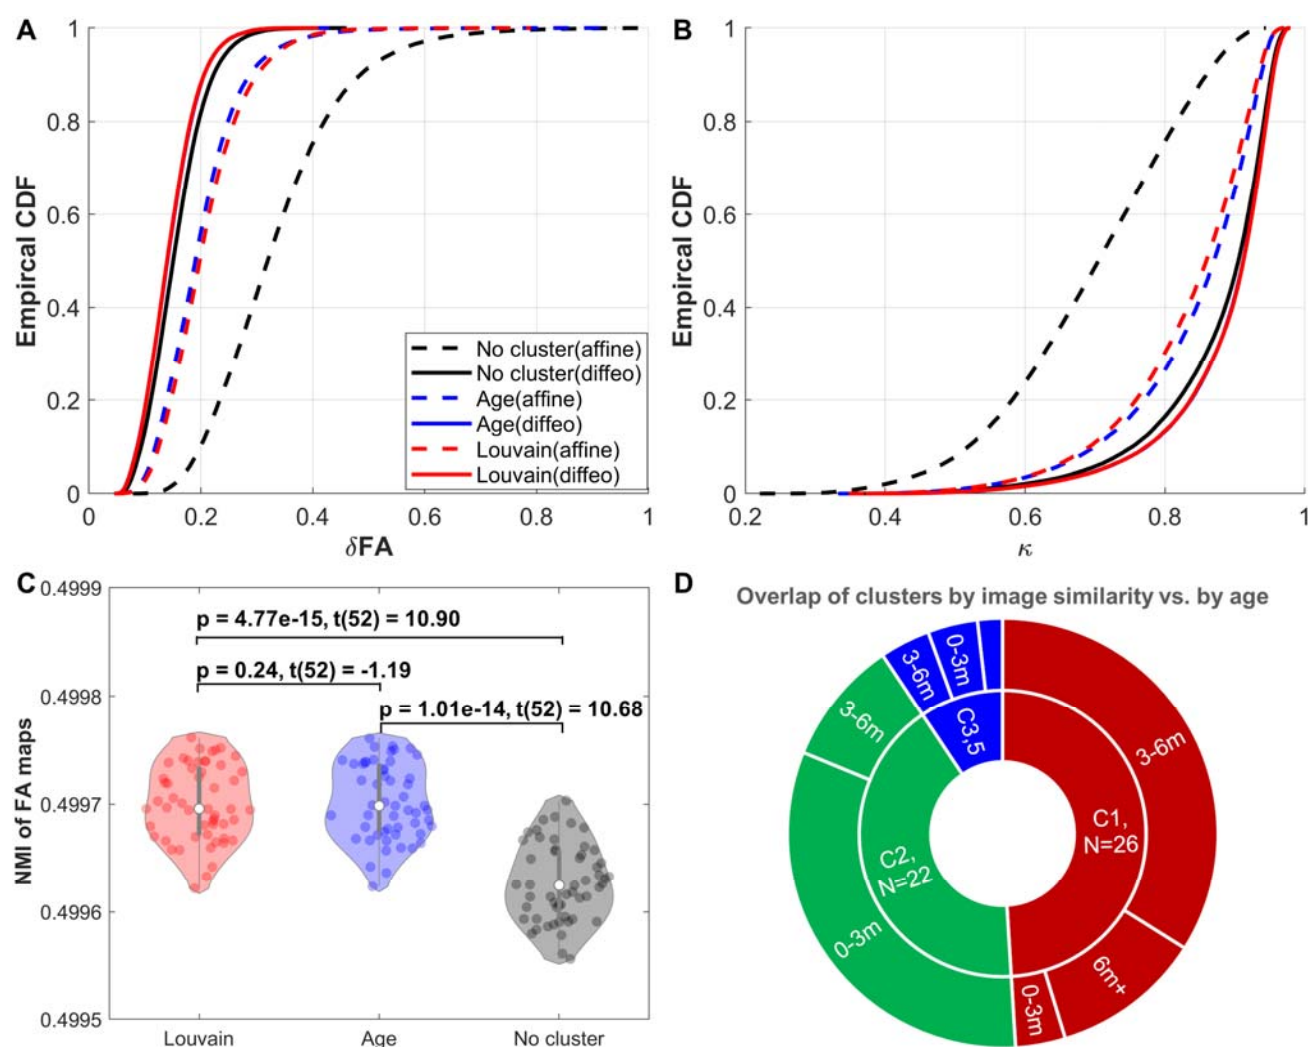 A
Empircal CDF
1
0.8
0.6
0.4
0.2
0
0 0.2 0.4 0.6 0.8 1
δFA
No cluster(affine)
No cluster(diffeo)
Age(affine)
Age(diffeo)
Louvain(affine)
Louvain(diffeo)
B
Empircal CDF
1
0.8
0.6
0.4
0.2
0
0.2 0.4 0.6 0.8 1
κ
C
NMI of FA maps
0.4999
0.4998
0.4997
0.4996
0.4995
p = 4.77e-15, t(52) = 10.90
p = 0.24, t(52) = -1.19
p = 1.01e-14, t(52) = 10.68
Louvain Age No cluster
D
Overlap of clusters by image similarity vs. by age
3-6m
0-3m
C3,5
3-6m
C2,
N=22
0-3m
3-6m
C1,
N=26
6m+
0-3m